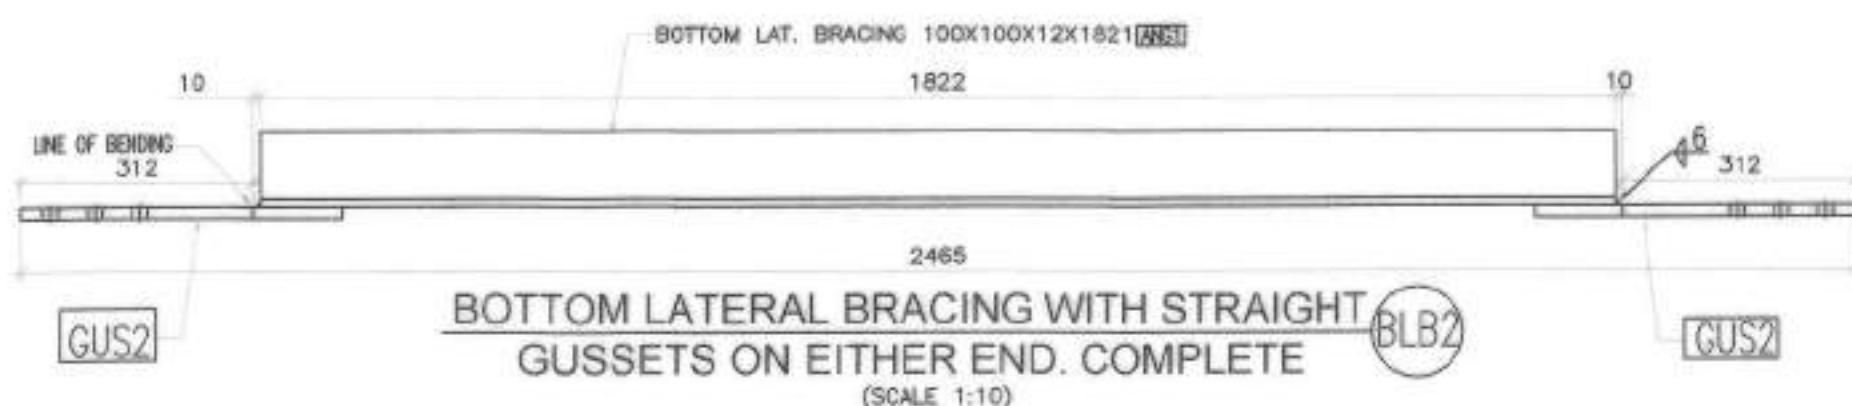 BOTTOM LAT. BRACING 100X100X12X1821
10
1822
10
LINE OF BENDING
312
6
312
2465
GUS2
BOTTOM LATERAL BRACING WITH STRAIGHT
BLB2
GUSSETS ON EITHER END. COMPLETE
(SCALE 1:10)
GUS2